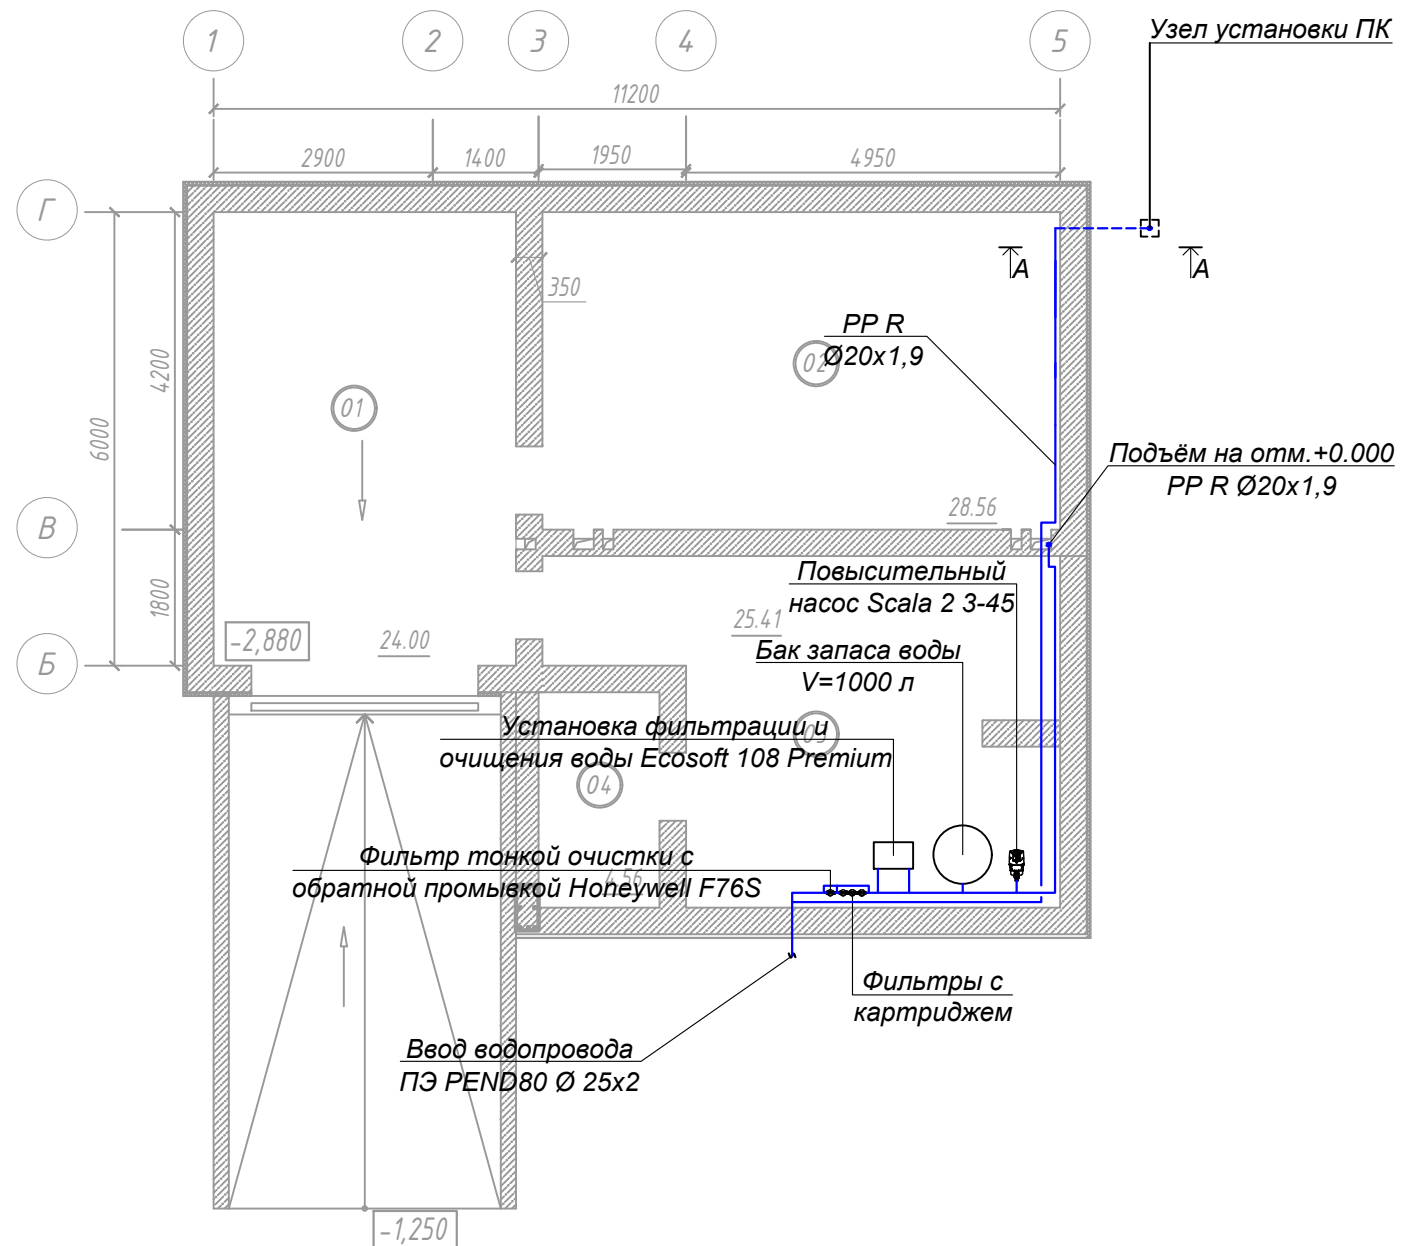 1
2
3
4
5
Узел установки ПК
11200
2900
1400
1950
4950
Г
А
А
350
PP R
Ø20x1,9
02
4200
01
6000
Подъём на отм.+0.000
PP R Ø20x1,9
28.56
В
Повысительный
насос Scala 2 3-45
1800
25.41
-2,880
24.00
Б
Бак запаса воды
V=1000 л
Установка фильтрации и
очищения воды Ecosoft 108 Premium
03
04
Фильтр тонкой очистки с
обратной промывкой Honeywell F76S
4.56
Фильтры с
картриджем
Ввод водопровода
ПЭ PEND80 Ø 25x2
-1,250